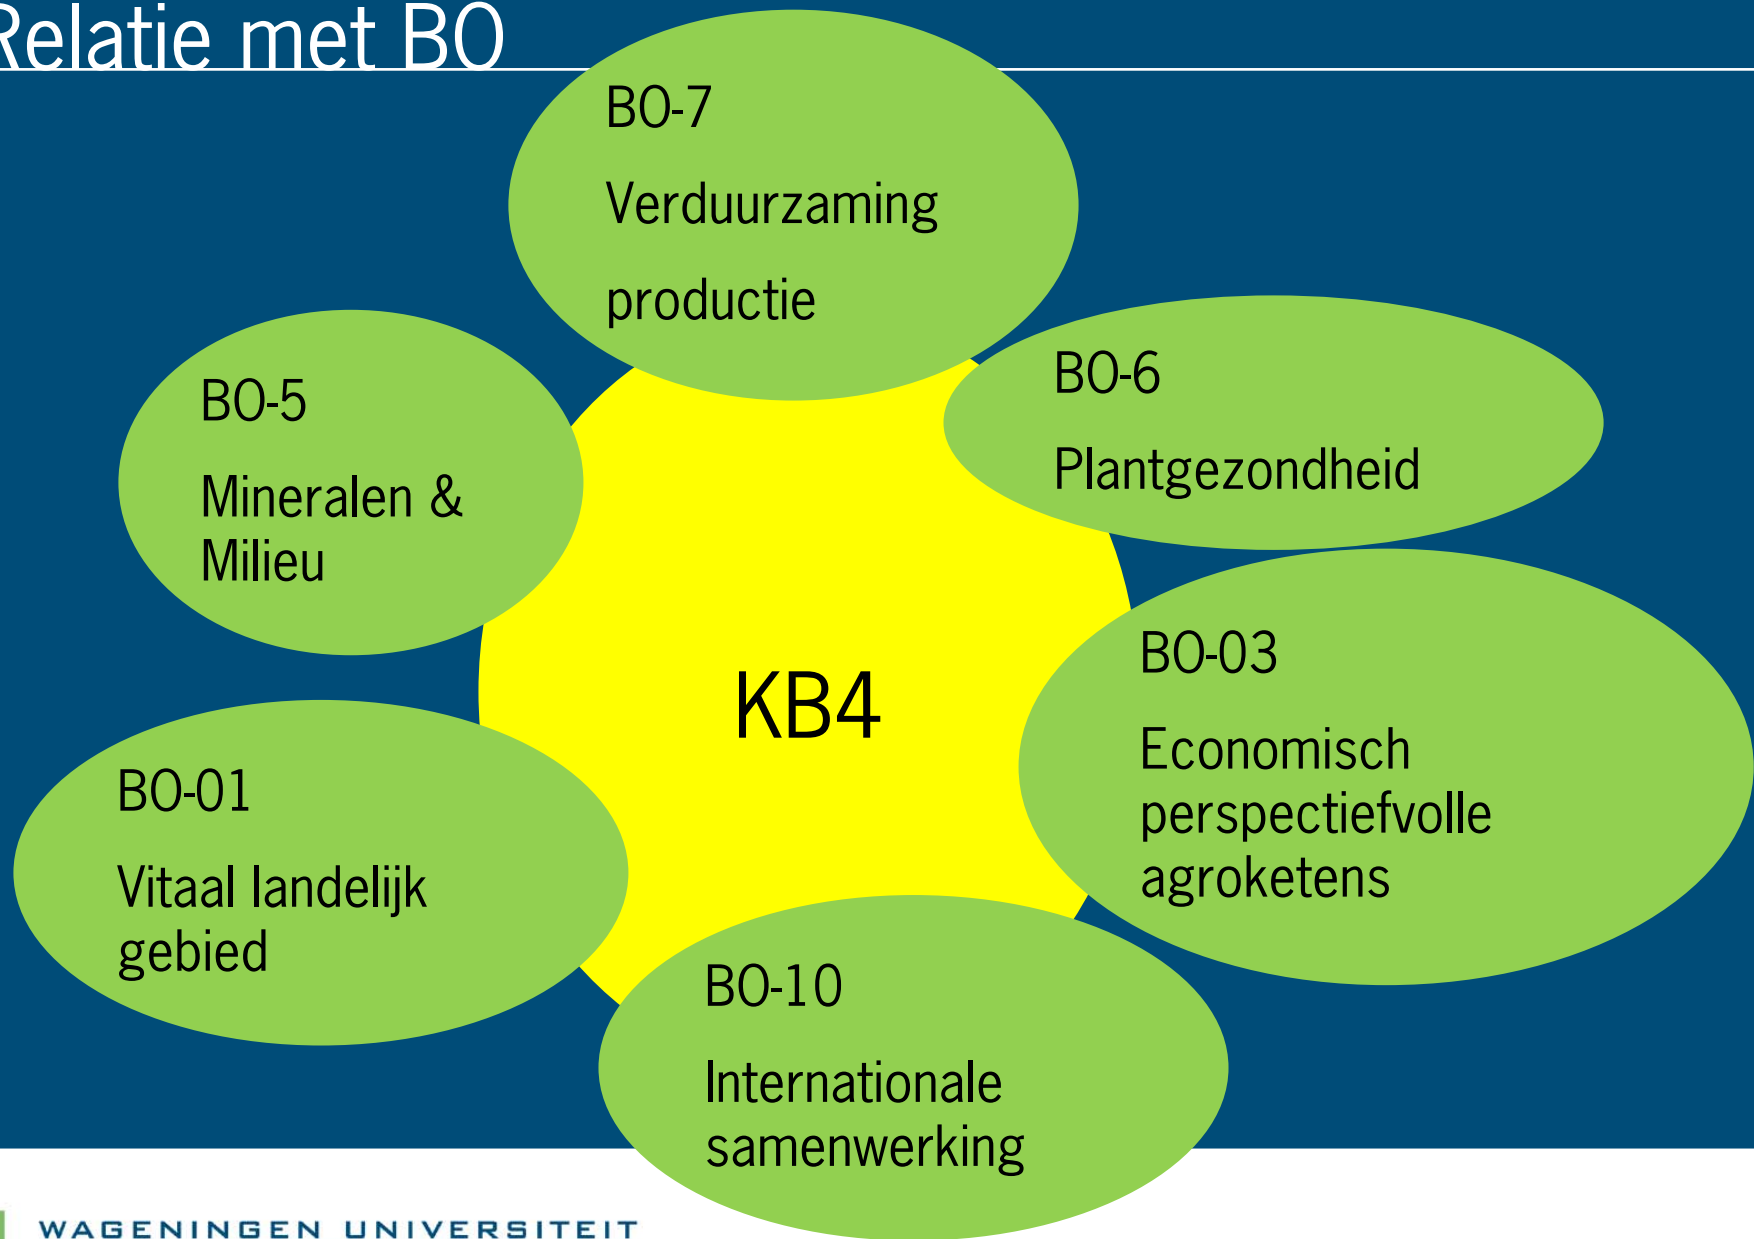 Relatie met BO
BO-7
Verduurzaming
productie
BO-6
Plantgezondheid
BO-5
Mineralen &
Milieu
BO-03
Economisch
perspectiefvolle
agroketens
KB4
BO-01
Vitaal landelijk
gebied
BO-10
Internationale
samenwerking
WAGENINGEN UNIVERSITEIT